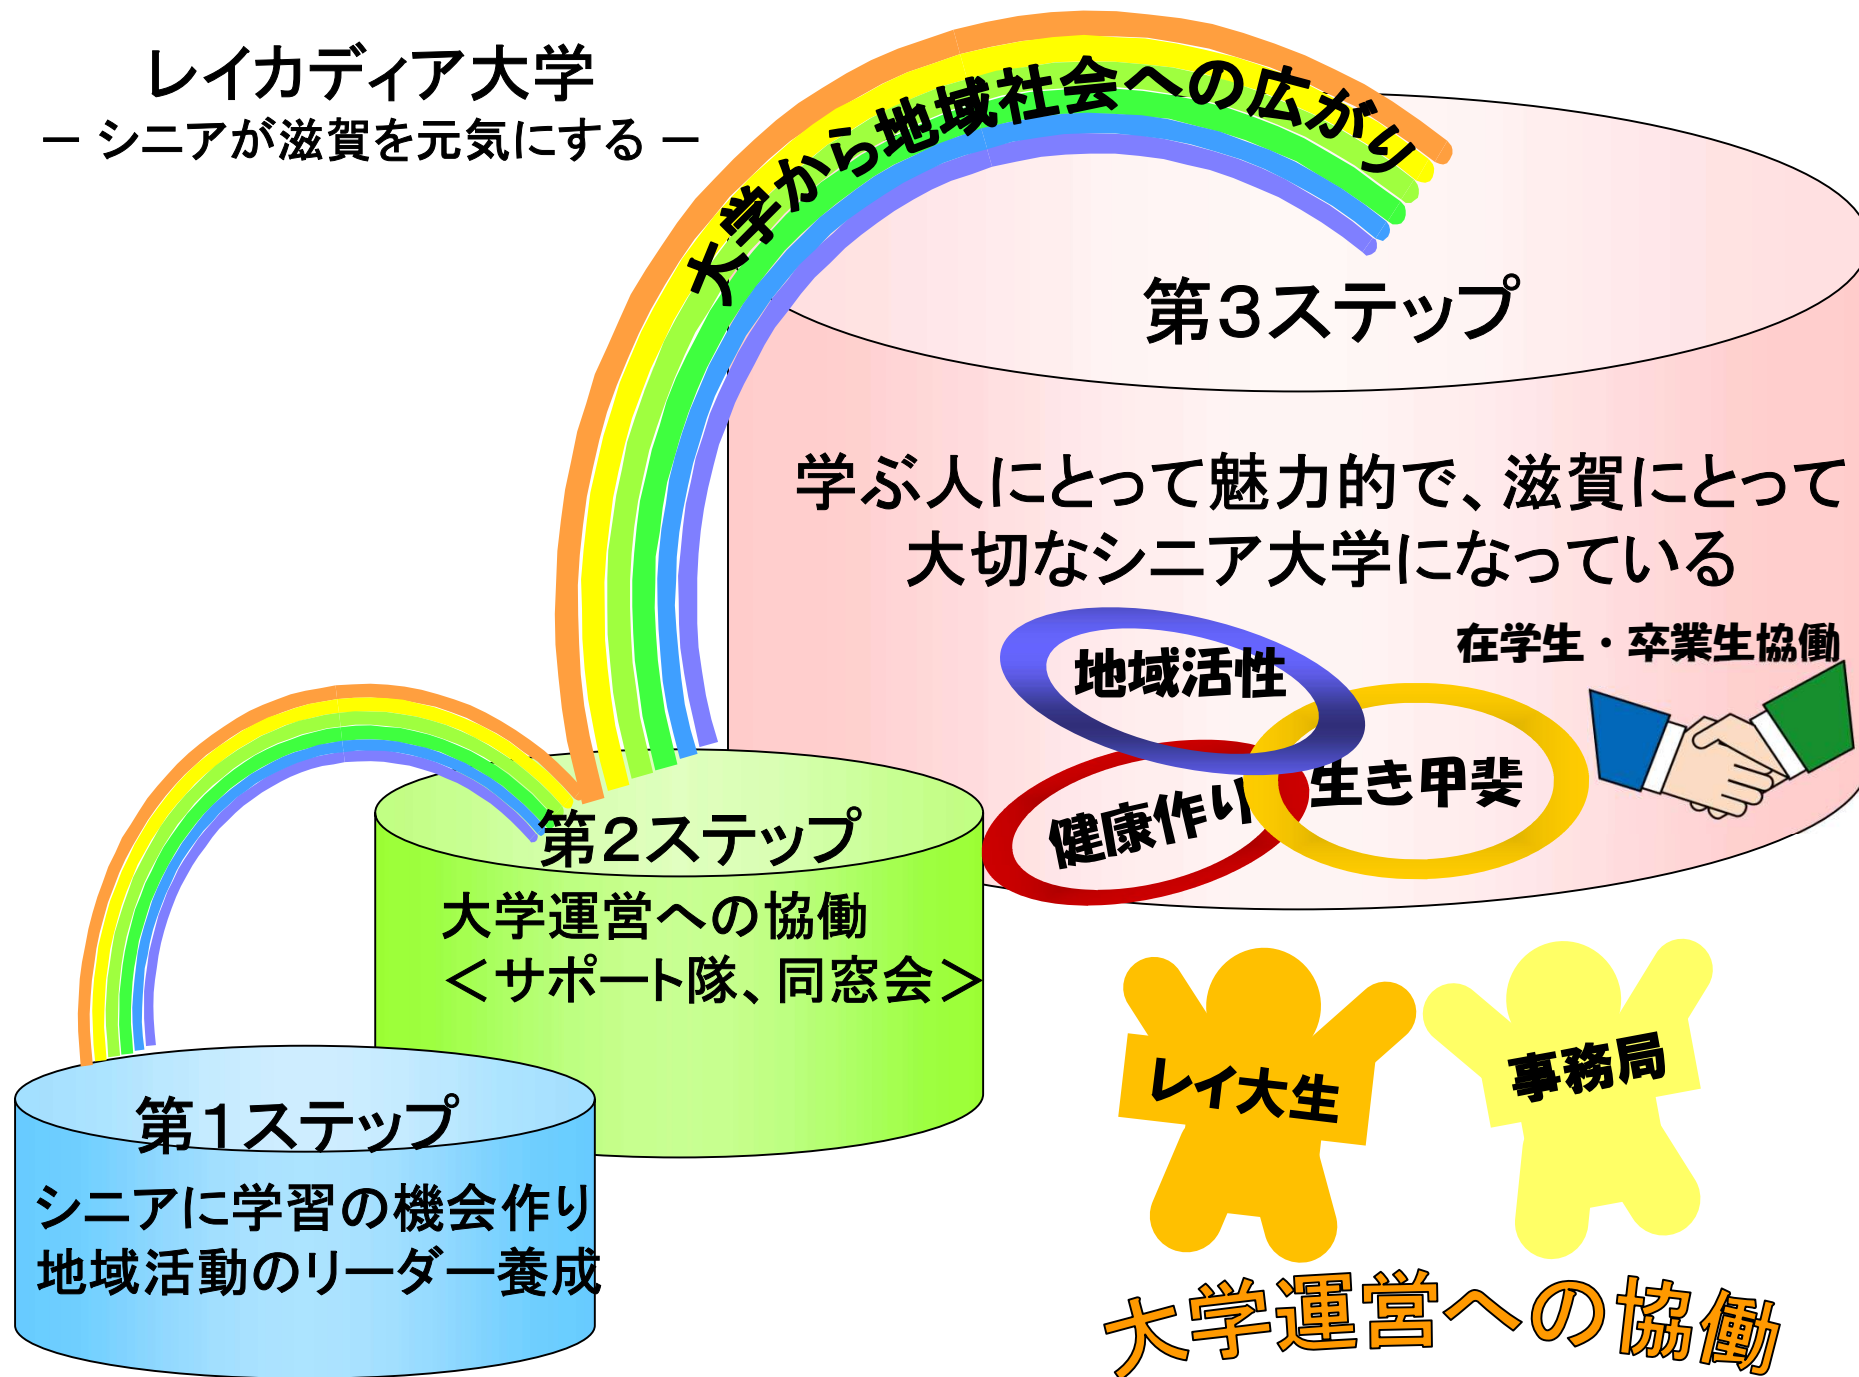 レイカディア大学
― シニアが滋賀を元気にする ―
大学から地域社会への広がり
第３ステップ
学ぶ人にとって魅力的で、滋賀にとって
大切なシニア大学になっている
在学生・卒業生協働
地域活性
健康作り
生き甲斐
第２ステップ
大学運営への協働
＜サポート隊、同窓会＞
第１ステップ
シニアに学習の機会作り
地域活動のリーダー養成
レイ大生
事務局
大学運営への協働